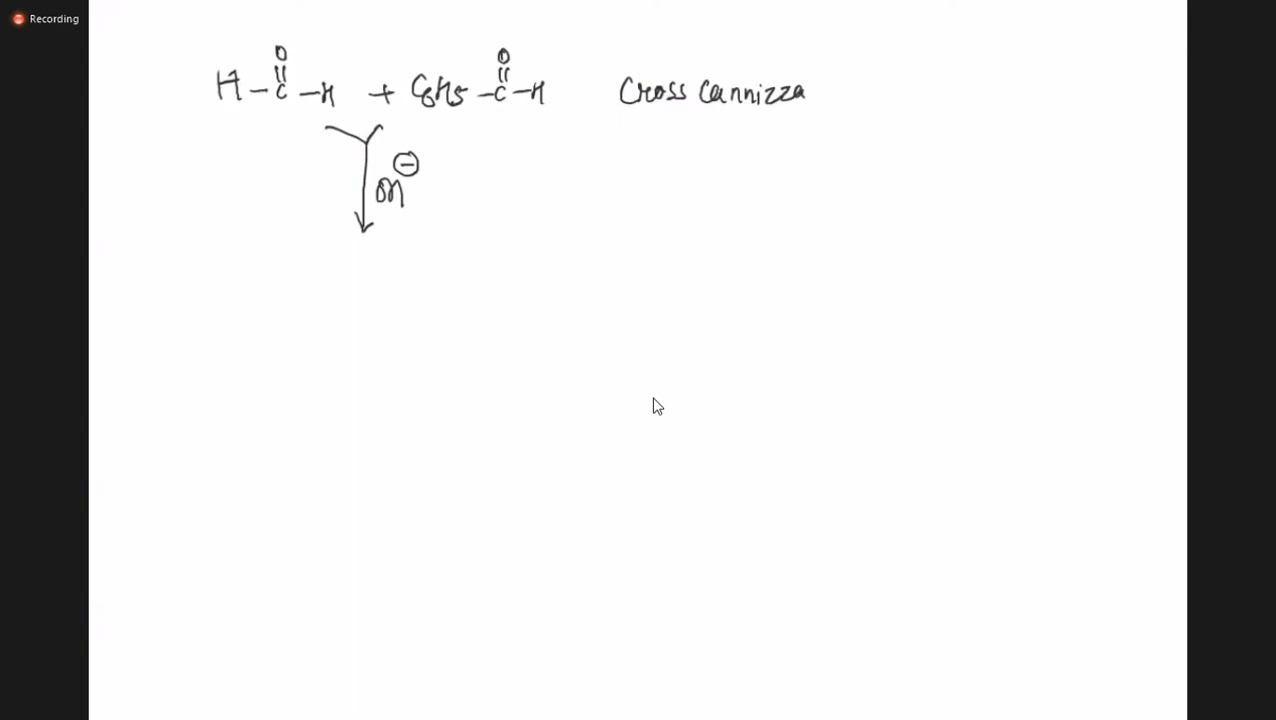 Recording
O O
H-C-H + C6H5-C-H Cross Cannizza
OH⊖